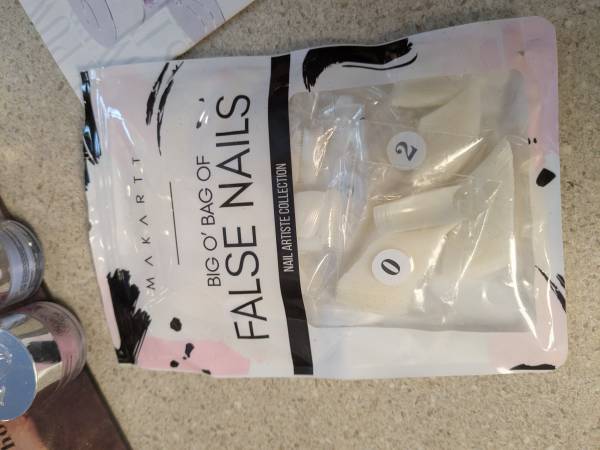 MAKARTT
BIG O' BAG OF
FALSE NAILS
NAIL ARTISTE COLLECTION
2
0